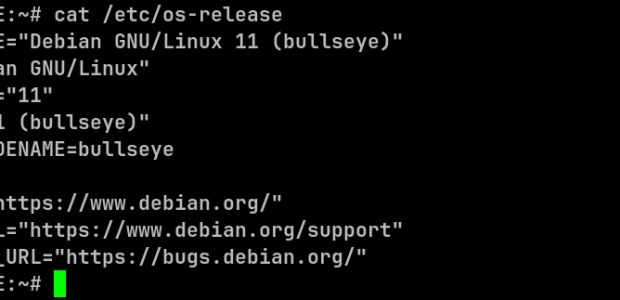 E:~# cat /etc/os-release
E="Debian GNU/Linux 11 (bullseye)"
an GNU/Linux"
="11"
1 (bullseye)"
DENAME=bullseye
https://www.debian.org/"
L="https://www.debian.org/support"
_URL="https://bugs.debian.org/"
E:~#